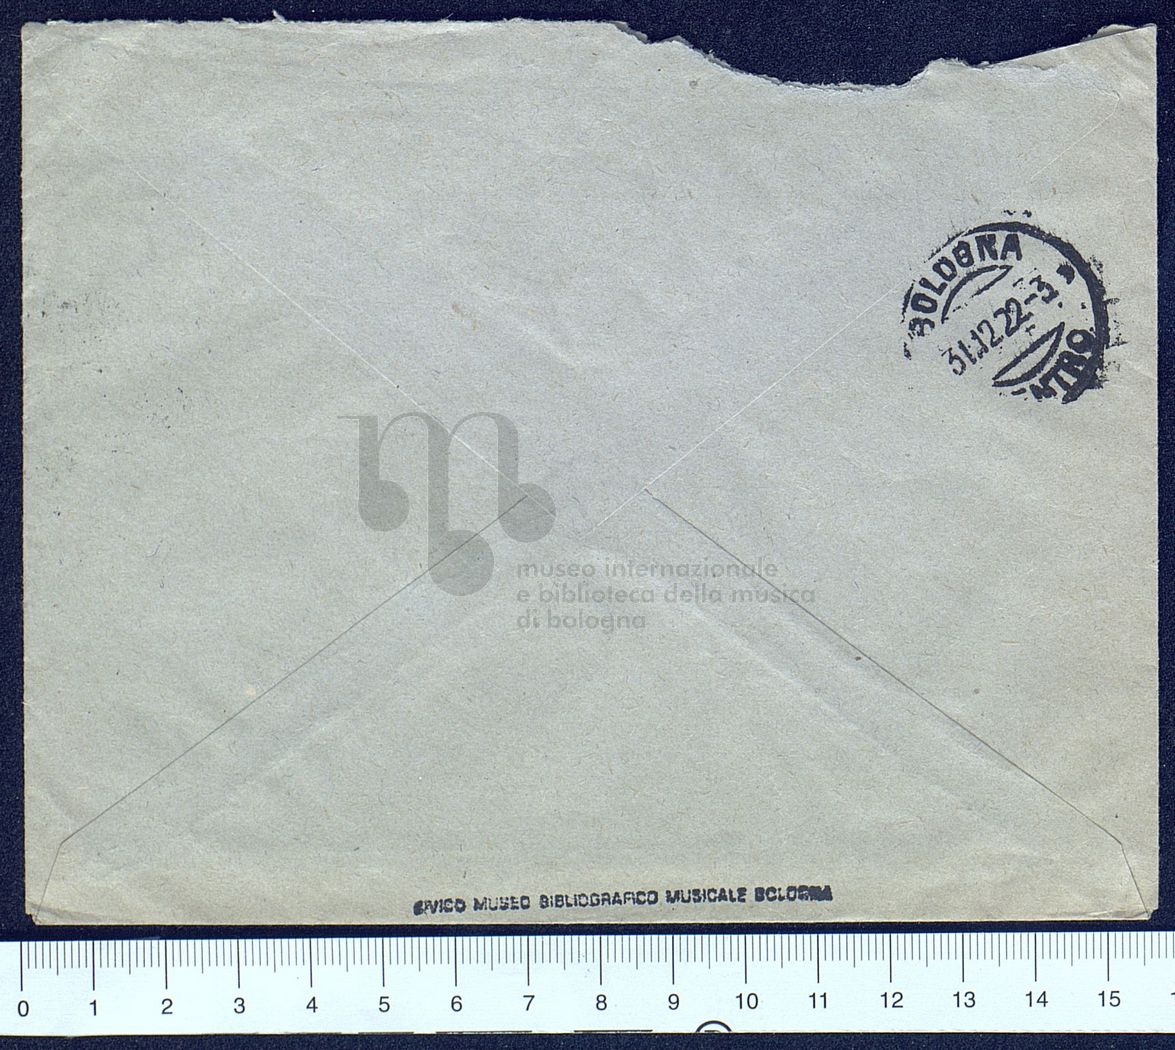 BOLOGNA
31.12.22-3
NTRO
museo internazionale
e biblioteca della musica
di bologna
CIVICO MUSEO BIBLIOGRAFICO MUSICALE BOLOGNA
0 1 2 3 4 5 6 7 8 9 10 11 12 13 14 15